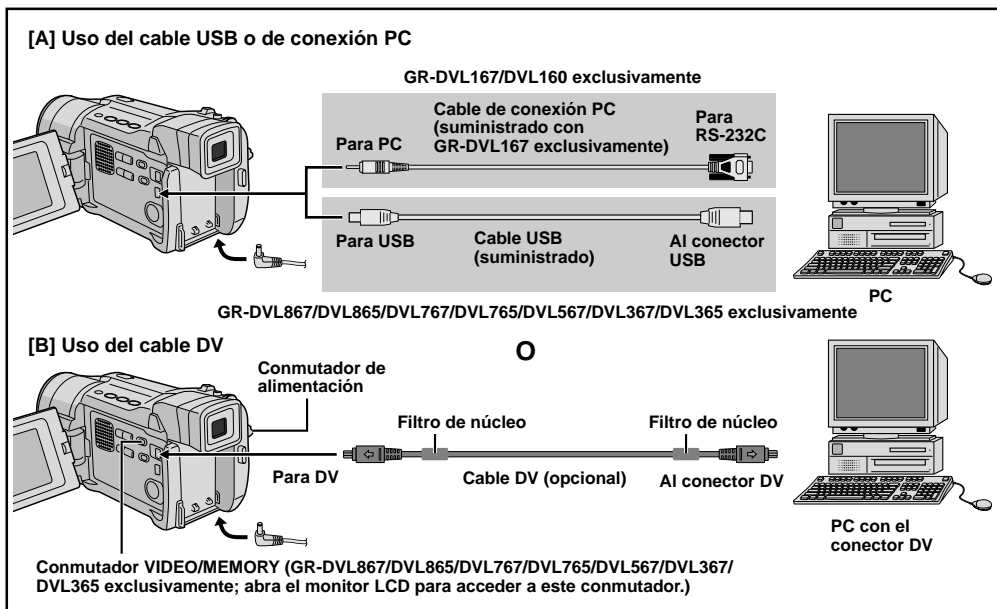 [A] Uso del cable USB o de conexión PC
GR-DVL167/DVL160 exclusivamente
Para PC
Cable de conexión PC
(suministrado con
GR-DVL167 exclusivamente)
Para
RS-232C
Para USB
Cable USB
(suministrado)
Al conector
USB
PC
GR-DVL867/DVL865/DVL767/DVL765/DVL567/DVL367/DVL365 exclusivamente
[B] Uso del cable DV
O
Conmutador de
alimentación
Filtro de núcleo
Filtro de núcleo
Para DV
Cable DV (opcional)
Al conector DV
PC con el
conector DV
Conmutador VIDEO/MEMORY (GR-DVL867/DVL865/DVL767/DVL765/DVL567/DVL367/
DVL365 exclusivamente; abra el monitor LCD para acceder a este conmutador.)